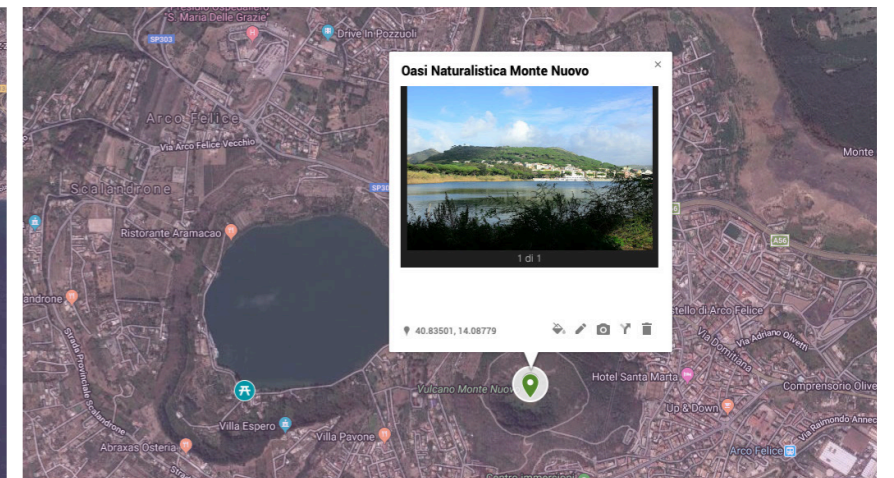 Presidio Ospedaliero
"S. Maria Delle Grazie"
SP303
Drive In Pozzuoli
Oasi Naturalistica Monte Nuovo
×
Arco Felice
Via Arco Felice Vecchio
Monte
Scalandrone
Ristorante Aramacao
A56
1 di 1
androne
stello di Arco Felice
40.83501, 14.08779
Via Adriano Olivetti
Via Domitiana
Strada Provinciale Scalandrone
Hotel Santa Marta
Vulcano Monte Nuov
Comprensorio Olive
Up & Down
Villa Espero
Villa Pavone
Via Raimondo Annec
Abraxas Osteria
Arco Felice
Centro immersioni